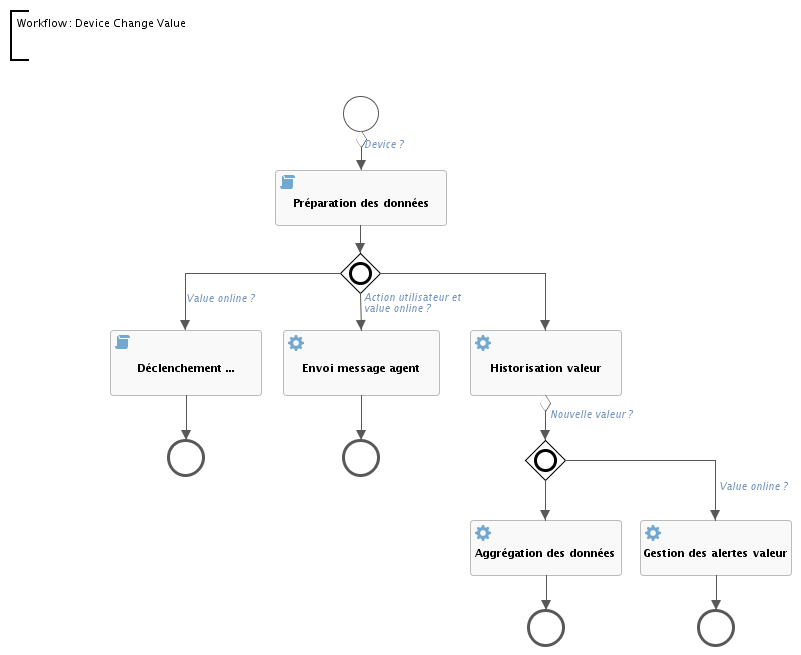 Workflow : Device Change Value
Device ?
Préparation des données
Value online ?
Action utilisateur et
value online ?
Déclenchement ...
Envoi message agent
Historisation valeur
Nouvelle valeur ?
Value online ?
Aggrégation des données
Gestion des alertes valeur